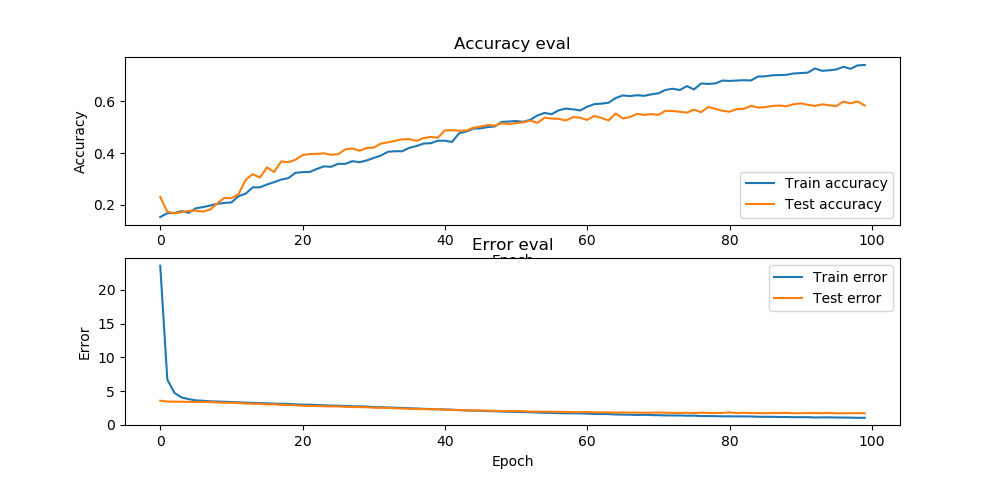 Accuracy eval
Accuracy
0.6
0.4
0.2
Train accuracy
Test accuracy
0 20 40 60 80 100
Epoch
Error eval
Error
20
15
10
5
0
Train error
Test error
0 20 40 60 80 100
Epoch